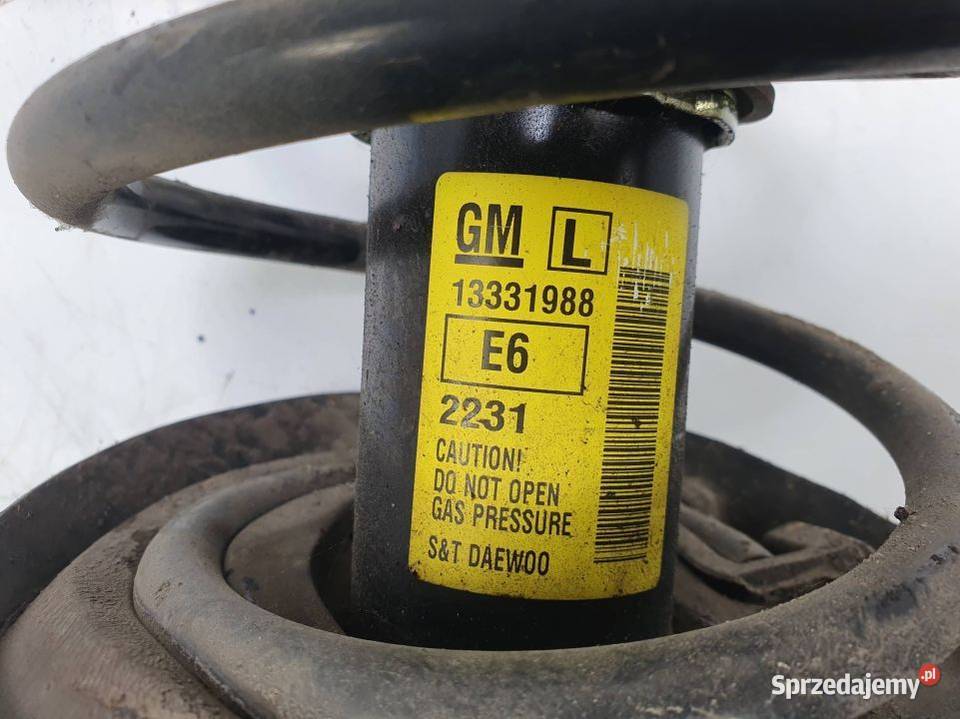 GM L
13331988
E6
2231
CAUTION!
DO NOT OPEN
GAS PRESSURE
S&T DAEWOO
Sprzedajemy.pl